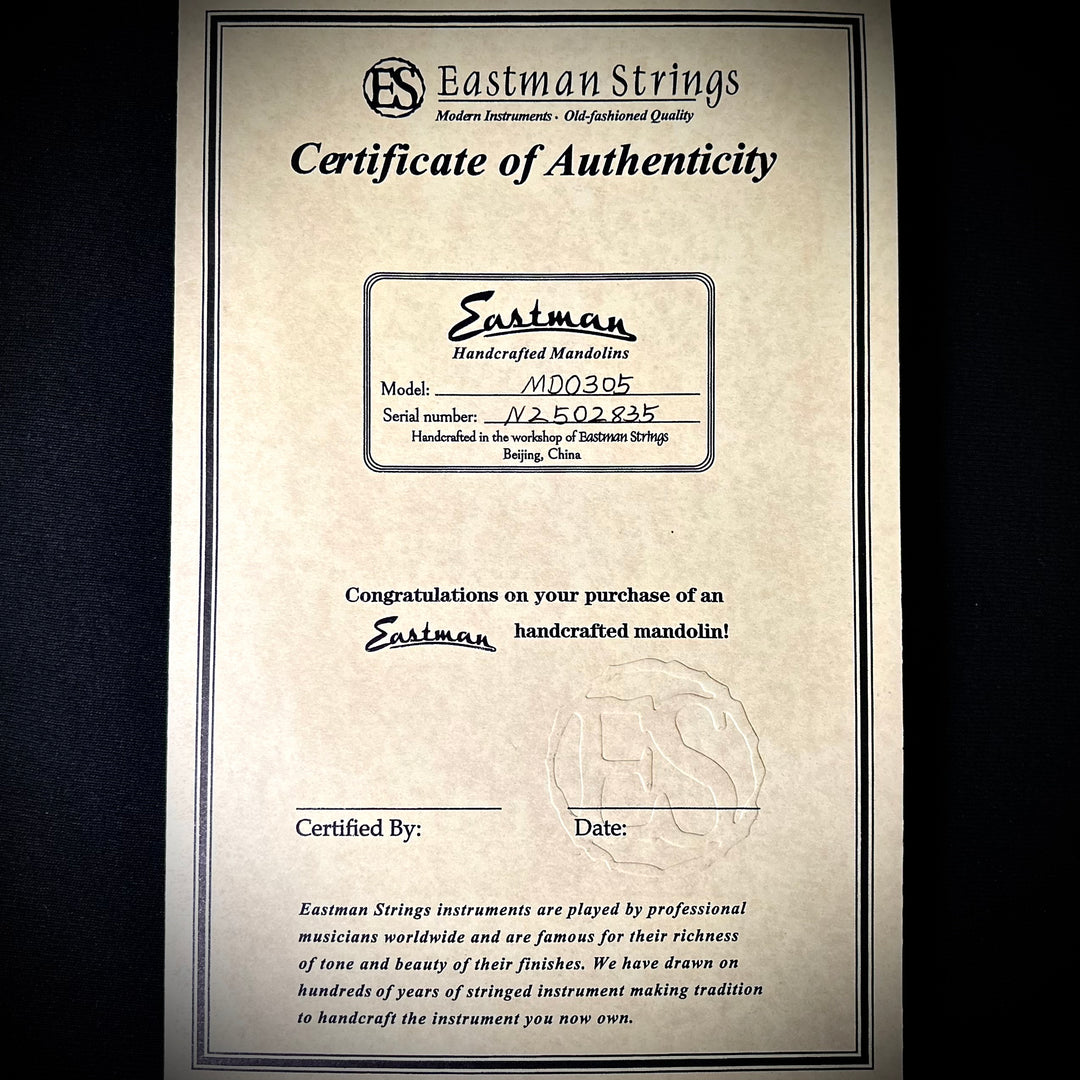 ES Eastman Strings
Modern Instruments · Old-fashioned Quality
Certificate of Authenticity
Eastman
Handcrafted Mandolins
Model: MDO305
Serial number: N2502835
Handcrafted in the workshop of Eastman Strings
Beijing, China
Congratulations on your purchase of an
Eastman handcrafted mandolin!
ES
Certified By: Date:
Eastman Strings instruments are played by professional
musicians worldwide and are famous for their richness
of tone and beauty of their finishes. We have drawn on
hundreds of years of stringed instrument making tradition
to handcraft the instrument you now own.